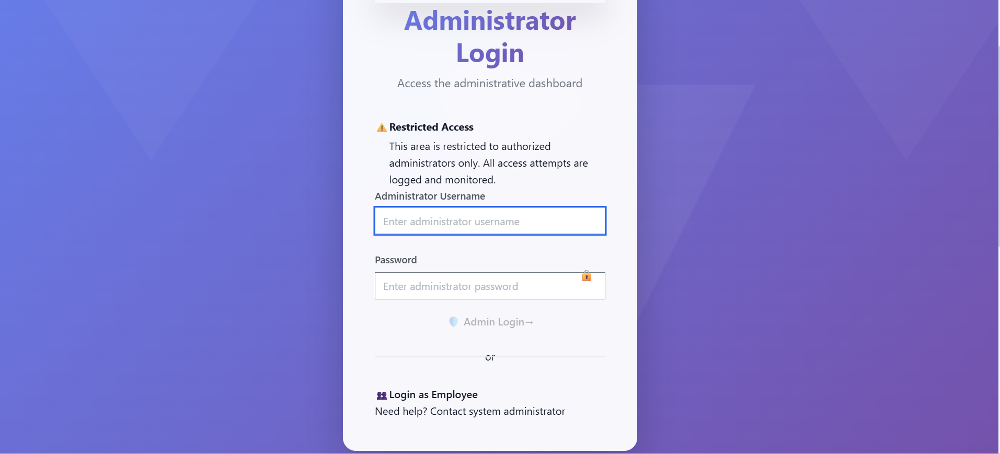 Administrator
Login
Access the administrative dashboard
Restricted Access
This area is restricted to authorized
administrators only. All access attempts are
logged and monitored.
Administrator Username
Enter administrator username
Password
Enter administrator password
Admin Login→
or
Login as Employee
Need help? Contact system administrator